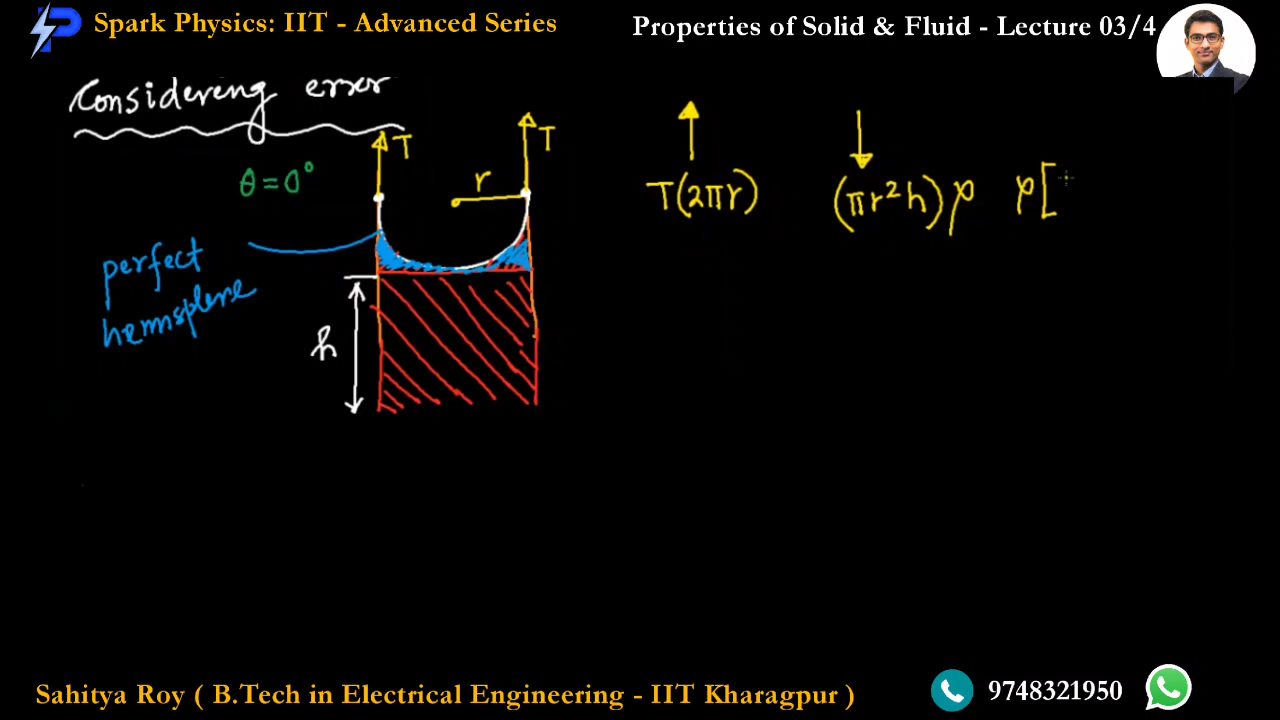 Spark Physics: IIT - Advanced Series
Properties of Solid & Fluid - Lecture 03/4
Considering error
T
T
θ = 0°
r
T(2πr)
(πr²h)ρ
ρ[
perfect
hemisphere
h
Sahitya Roy ( B.Tech in Electrical Engineering - IIT Kharagpur )
9748321950